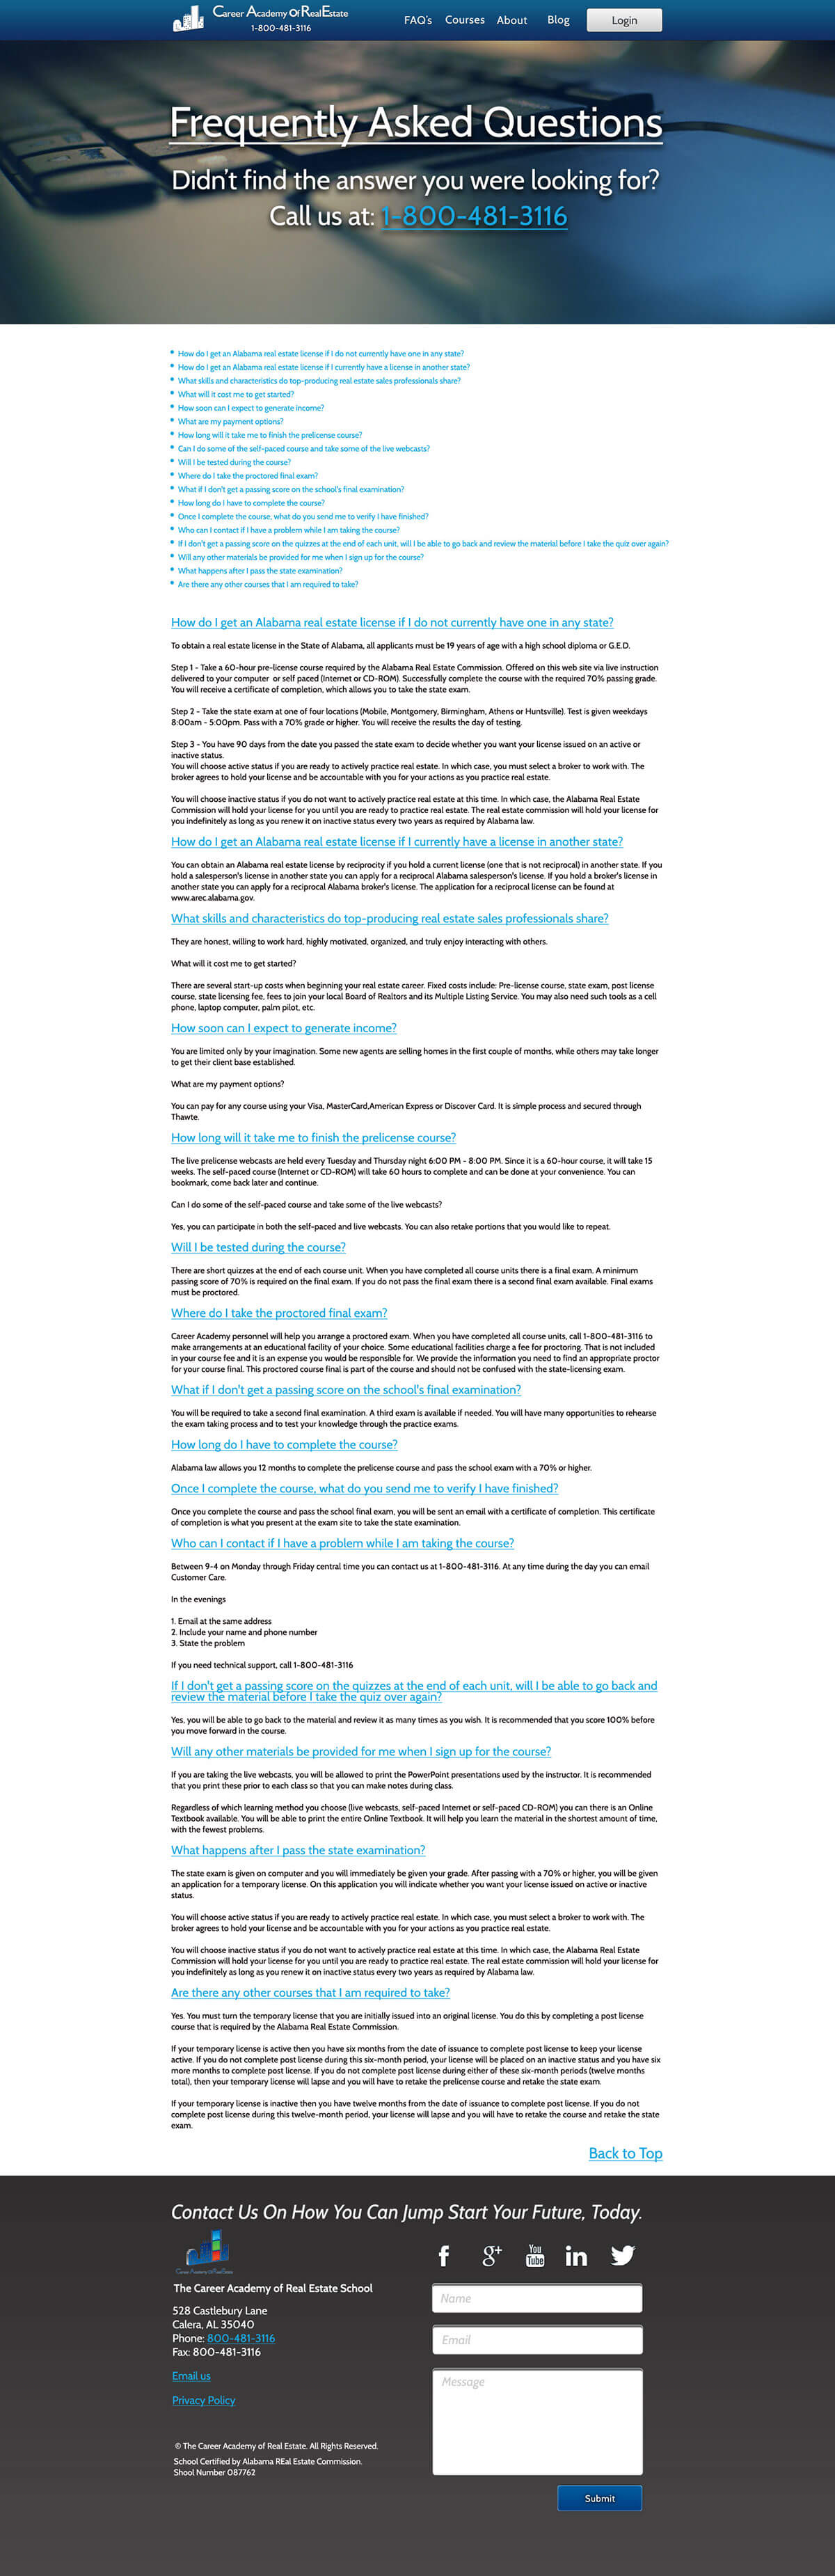 Career Academy Of Real Estate
1-800-481-3116
FAQ's Courses About Blog Login
Frequently Asked Questions
Didn't find the answer you were looking for?
Call us at: 1-800-481-3116
* How do I get an Alabama real estate license if I do not currently have one in any state?
* How do I get an Alabama real estate license if I currently have a license in another state?
* What skills and characteristics do top-producing real estate sales professionals share?
* What will it cost me to get started?
* How soon can I expect to generate income?
* What are my payment options?
* How long will it take me to finish the prelicense course?
* Can I do some of the self-paced course and take some of the live webcasts?
* Will I be tested during the course?
* Where do I take the proctored final exam?
* What if I don't get a passing score on the school's final examination?
* How long do I have to complete the course?
* Once I complete the course, what do you send me to verify I have finished?
* Who can I contact if I have a problem while I am taking the course?
* If I don't get a passing score on the quizzes at the end of each unit, will I be able to go back and review the material before I take the quiz over again?
* Will any other materials be provided for me when I sign up for the course?
* What happens after I pass the state examination?
* Are there any other courses that I am required to take?
How do I get an Alabama real estate license if I do not currently have one in any state?
To obtain a real estate license in the State of Alabama, all applicants must be 19 years of age with a high school diploma or G.E.D.
Step 1 - Take a 60-hour pre-license course required by the Alabama Real Estate Commission. Offered on this web site via live instruction
delivered to your computer or self paced (Internet or CD-ROM). Successfully complete the course with the required 70% passing grade.
You will receive a certificate of completion, which allows you to take the state exam.
Step 2 - Take the state exam at one of four locations (Mobile, Montgomery, Birmingham, Athens or Huntsville). Test is given weekdays
8:00am - 5:00pm. Pass with a 70% grade or higher. You will receive the results the day of testing.
Step 3 - You have 90 days from the date you passed the state exam to decide whether you want your license issued on an active or
inactive status.
You will choose active status if you are ready to actively practice real estate. In which case, you must select a broker to work with. The
broker agrees to hold your license and be accountable with you for your actions as you practice real estate.
You will choose inactive status if you do not want to actively practice real estate at this time. In which case, the Alabama Real Estate
Commission will hold your license for you until you are ready to practice real estate. The real estate commission will hold your license for
you indefinitely as long as you renew it on inactive status every two years as required by Alabama law.
How do I get an Alabama real estate license if I currently have a license in another state?
You can obtain an Alabama real estate license by reciprocity if you hold a current license (one that is not reciprocal) in another state. If you
hold a salesperson's license in another state you can apply for a reciprocal Alabama salesperson's license. If you hold a broker's license in
another state you can apply for a reciprocal Alabama broker's license. The application for a reciprocal license can be found at
www.arec.alabama.gov.
What skills and characteristics do top-producing real estate sales professionals share?
They are honest, willing to work hard, highly motivated, organized, and truly enjoy interacting with others.
What will it cost me to get started?
There are several start-up costs when beginning your real estate career. Fixed costs include: Pre-license course, state exam, post license
course, state licensing fee, fees to join your local Board of Realtors and its Multiple Listing Service. You may also need such tools as a cell
phone, laptop computer, palm pilot, etc.
How soon can I expect to generate income?
You are limited only by your imagination. Some new agents are selling homes in the first couple of months, while others may take longer
to get their client base established.
What are my payment options?
You can pay for any course using your Visa, MasterCard,American Express or Discover Card. It is simple process and secured through
Thawte.
How long will it take me to finish the prelicense course?
The live prelicense webcasts are held every Tuesday and Thursday night 6:00 PM - 8:00 PM. Since it is a 60-hour course, it will take 15
weeks. The self-paced course (Internet or CD-ROM) will take 60 hours to complete and can be done at your convenience. You can
bookmark, come back later and continue.
Can I do some of the self-paced course and take some of the live webcasts?
Yes, you can participate in both the self-paced and live webcasts. You can also retake portions that you would like to repeat.
Will I be tested during the course?
There are short quizzes at the end of each course unit. When you have completed all course units there is a final exam. A minimum
passing score of 70% is required on the final exam. If you do not pass the final exam there is a second final exam available. Final exams
must be proctored.
Where do I take the proctored final exam?
Career Academy personnel will help you arrange a proctored exam. When you have completed all course units, call 1-800-481-3116 to
make arrangements at an educational facility of your choice. Some educational facilities charge a fee for proctoring. That is not included
in your course fee and it is an expense you would be responsible for. We provide the information you need to find an appropriate proctor
for your course final. This proctored course final is part of the course and should not be confused with the state-licensing exam.
What if I don't get a passing score on the school's final examination?
You will be required to take a second final examination. A third exam is available if needed. You will have many opportunities to rehearse
the exam taking process and to test your knowledge through the practice exams.
How long do I have to complete the course?
Alabama law allows you 12 months to complete the prelicense course and pass the school exam with a 70% or higher.
Once I complete the course, what do you send me to verify I have finished?
Once you complete the course and pass the school final exam, you will be sent an email with a certificate of completion. This certificate
of completion is what you present at the exam site to take the state examination.
Who can I contact if I have a problem while I am taking the course?
Between 9-4 on Monday through Friday central time you can contact us at 1-800-481-3116. At any time during the day you can email
Customer Care.
In the evenings
1. Email at the same address
2. Include your name and phone number
3. State the problem
If you need technical support, call 1-800-481-3116
If I don't get a passing score on the quizzes at the end of each unit, will I be able to go back and
review the material before I take the quiz over again?
Yes, you will be able to go back to the material and review it as many times as you wish. It is recommended that you score 100% before
you move forward in the course.
Will any other materials be provided for me when I sign up for the course?
If you are taking the live webcasts, you will be allowed to print the PowerPoint presentations used by the instructor. It is recommended
that you print these prior to each class so that you can make notes during class.
Regardless of which learning method you choose (live webcasts, self-paced Internet or self-paced CD-ROM) you can there is an Online
Textbook available. You will be able to print the entire Online Textbook. It will help you learn the material in the shortest amount of time,
with the fewest problems.
What happens after I pass the state examination?
The state exam is given on computer and you will immediately be given your grade. After passing with a 70% or higher, you will be given
an application for a temporary license. On this application you will indicate whether you want your license issued on active or inactive
status.
You will choose active status if you are ready to actively practice real estate. In which case, you must select a broker to work with. The
broker agrees to hold your license and be accountable with you for your actions as you practice real estate.
You will choose inactive status if you do not want to actively practice real estate at this time. In which case, the Alabama Real Estate
Commission will hold your license for you until you are ready to practice real estate. The real estate commission will hold your license for
you indefinitely as long as you renew it on inactive status every two years as required by Alabama law.
Are there any other courses that I am required to take?
Yes. You must turn the temporary license that you are initially issued into an original license. You do this by completing a post license
course that is required by the Alabama Real Estate Commission.
If your temporary license is active then you have six months from the date of issuance to complete post license to keep your license
active. If you do not complete post license during this six-month period, your license will be placed on an inactive status and you have six
more months to complete post license. If you do not complete post license during either of these six-month periods (twelve months
total), then your temporary license will lapse and you will have to retake the prelicense course and retake the state exam.
If your temporary license is inactive then you have twelve months from the date of issuance to complete post license. If you do not
complete post license during this twelve-month period, your license will lapse and you will have to retake the course and retake the state
exam.
Back to Top
Contact Us On How You Can Jump Start Your Future, Today.
Career Academy Of Real Estate
f g+ You Tube in
The Career Academy of Real Estate School
528 Castlebury Lane
Calera, AL 35040
Phone: 800-481-3116
Fax: 800-481-3116
Email us
Privacy Policy
© The Career Academy of Real Estate. All Rights Reserved.
School Certified by Alabama REal Estate Commission.
Shool Number 087762
Name
Email
Message
Submit